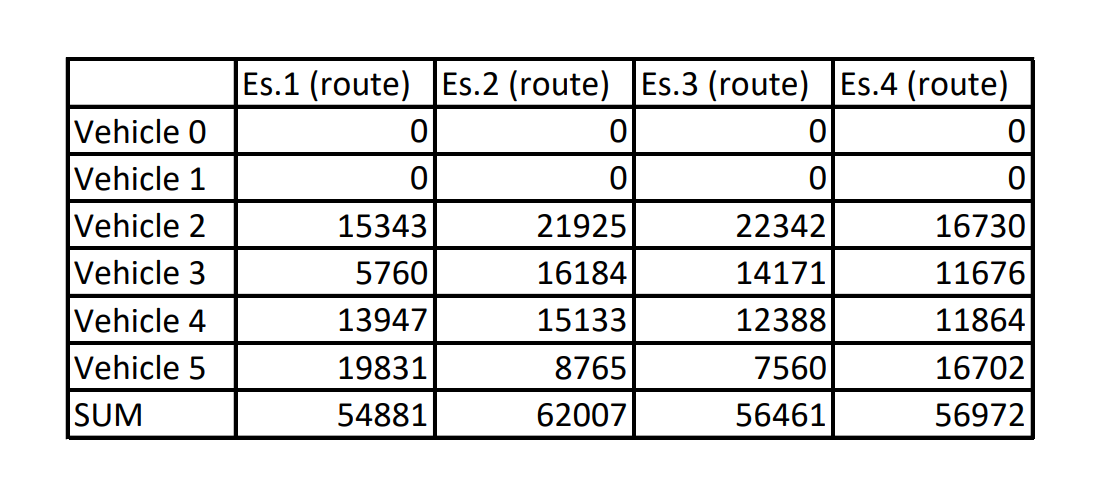 Es.1 (route) Es.2 (route) Es.3 (route) Es.4 (route)
Vehicle 0 0 0 0 0
Vehicle 1 0 0 0 0
Vehicle 2 15343 21925 22342 16730
Vehicle 3 5760 16184 14171 11676
Vehicle 4 13947 15133 12388 11864
Vehicle 5 19831 8765 7560 16702
SUM 54881 62007 56461 56972